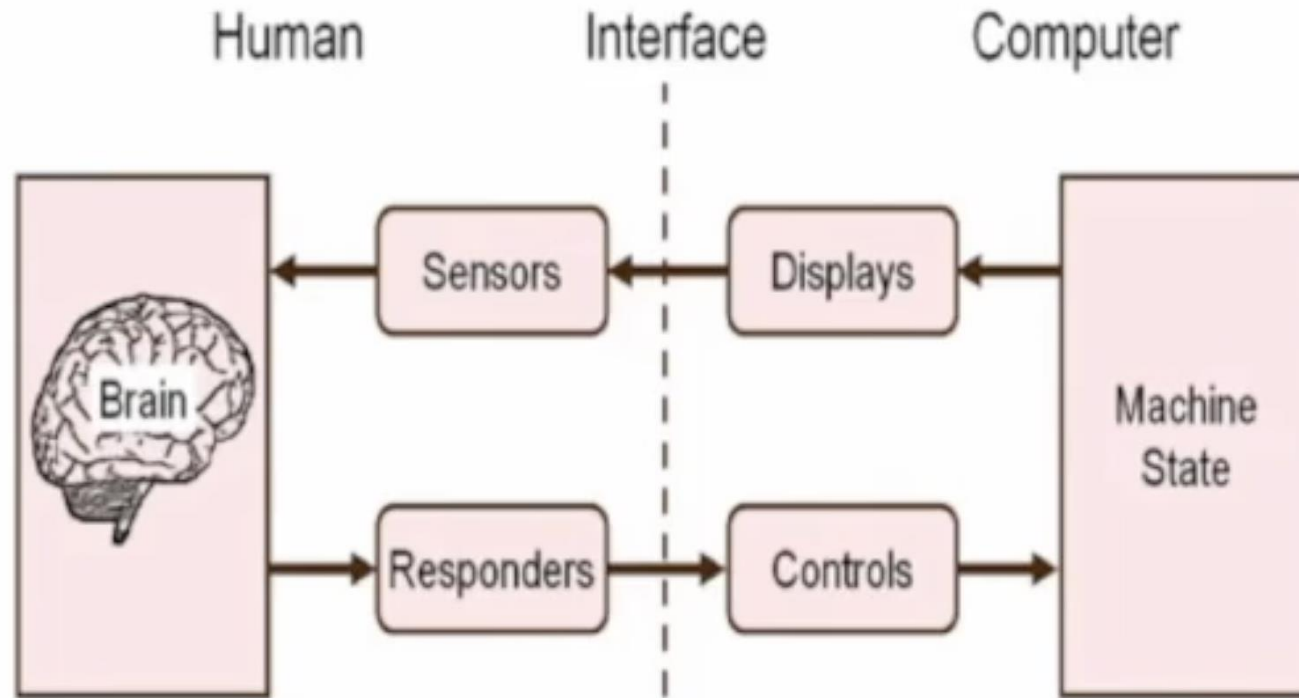 Human Interface Computer
Sensors Displays
Brain
Machine
State
Responders Controls